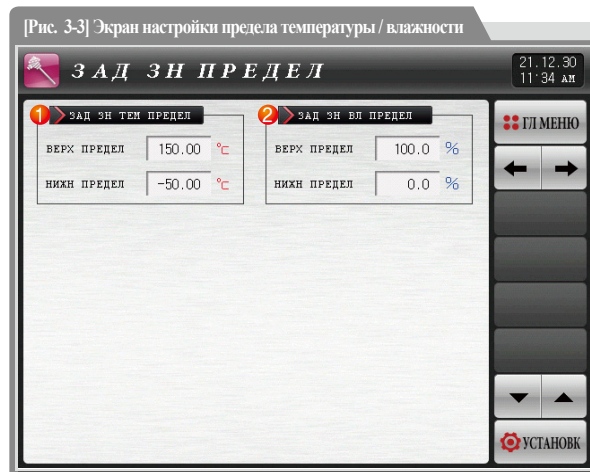 [Рис. 3-3] Экран настройки предела температуры / влажности
ЗАД ЗН ПРЕДЕЛ
21.12.30
11:34 AM
1 ЗАД ЗН ТЕМ ПРЕДЕЛ
ВЕРХ ПРЕДЕЛ 150.00 °C
НИЖН ПРЕДЕЛ -50.00 °C
2 ЗАД ЗН ВЛ ПРЕДЕЛ
ВЕРХ ПРЕДЕЛ 100.0 %
НИЖН ПРЕДЕЛ 0.0 %
ГЛ МЕНЮ
УСТАНОВК